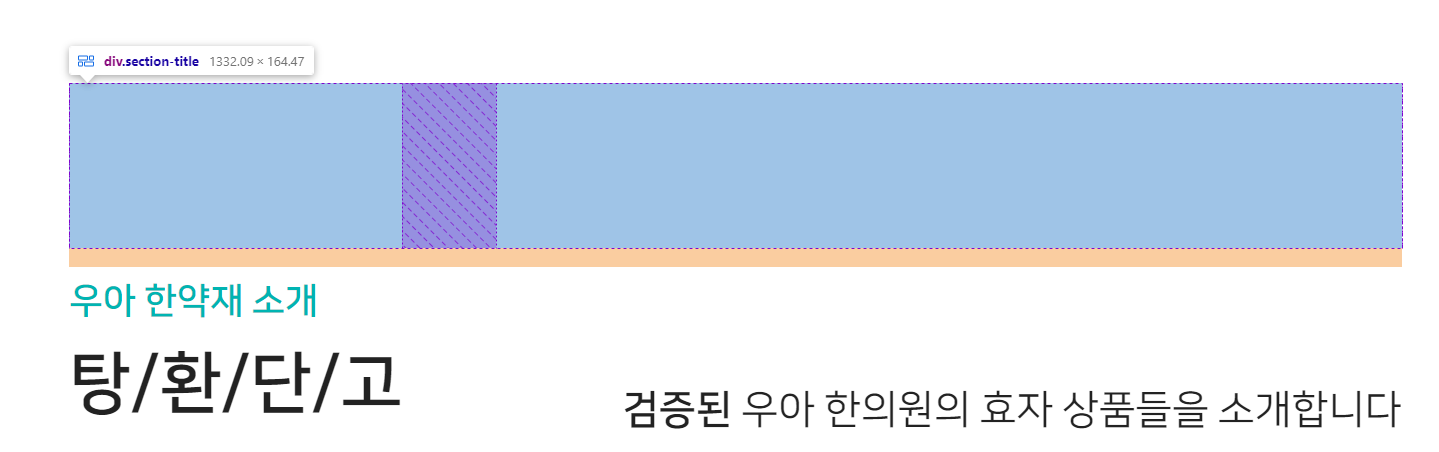 div.section-title 1332.09 × 164.47
우아 한약재 소개
탕/환/단/고
검증된 우아 한의원의 효자 상품들을 소개합니다